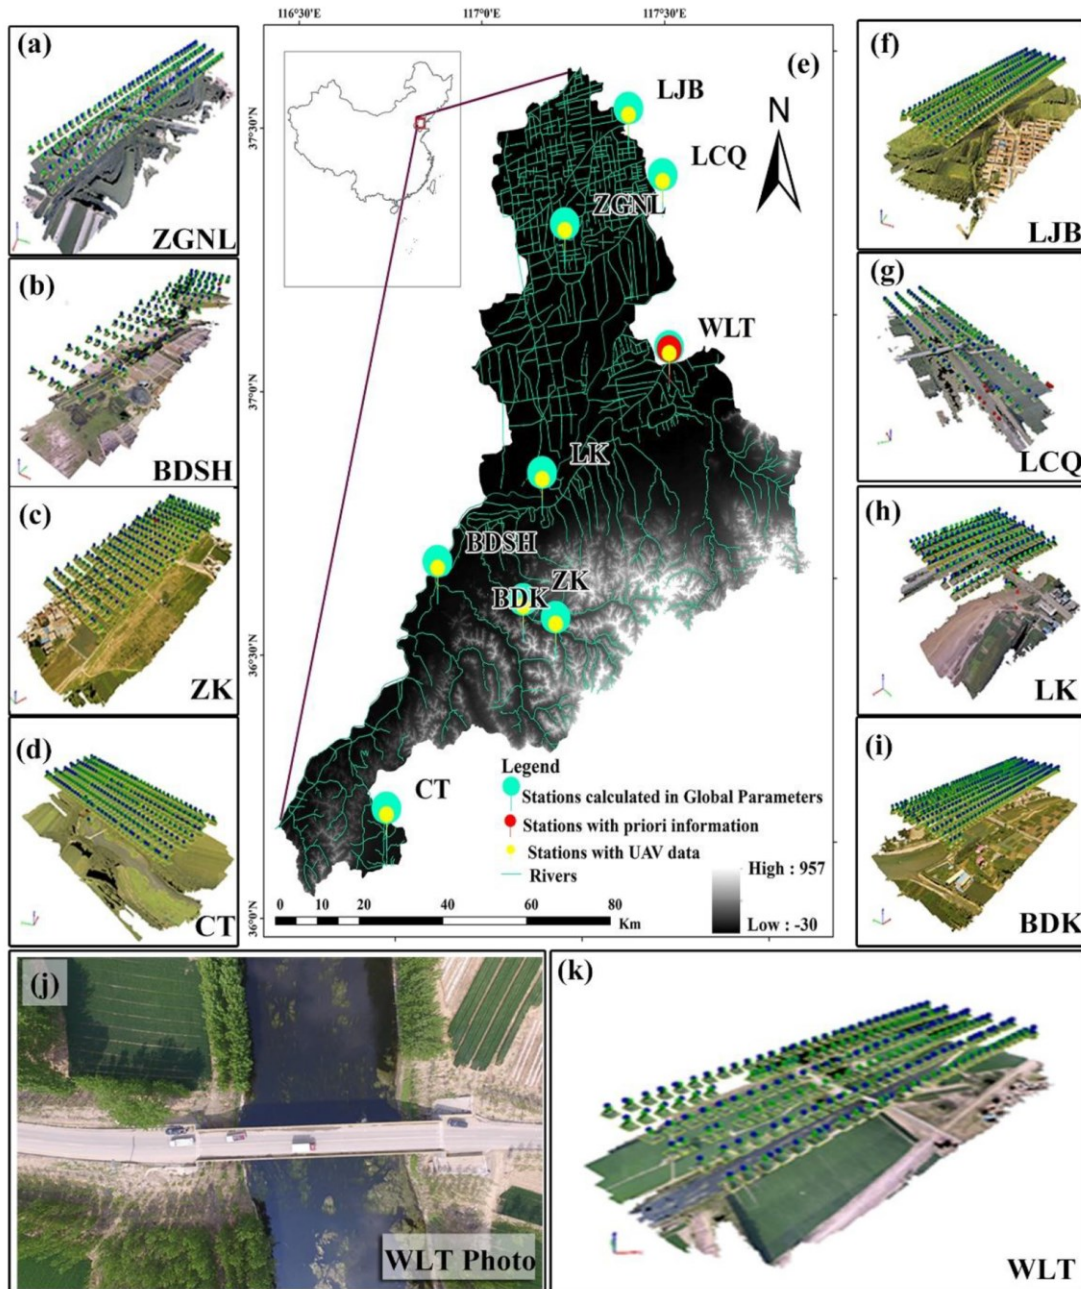 (a)
ZGNL
(b)
BDSH
(c)
ZK
(d)
CT
116°30'E
117°0'E
117°30'E
37°30'N
37°0'N
36°30'N
36°0'N
(e)
N
LJB
LCQ
ZGNL
WLT
LK
BDSH
ZK
BDK
CT
Legend
Stations calculated in Global Parameters
Stations with priori information
Stations with UAV data
Rivers
High : 957
Low : -30
0 10 20 40 60 80
Km
(f)
LJB
(g)
LCQ
(h)
LK
(i)
BDK
(j)
WLT Photo
(k)
WLT